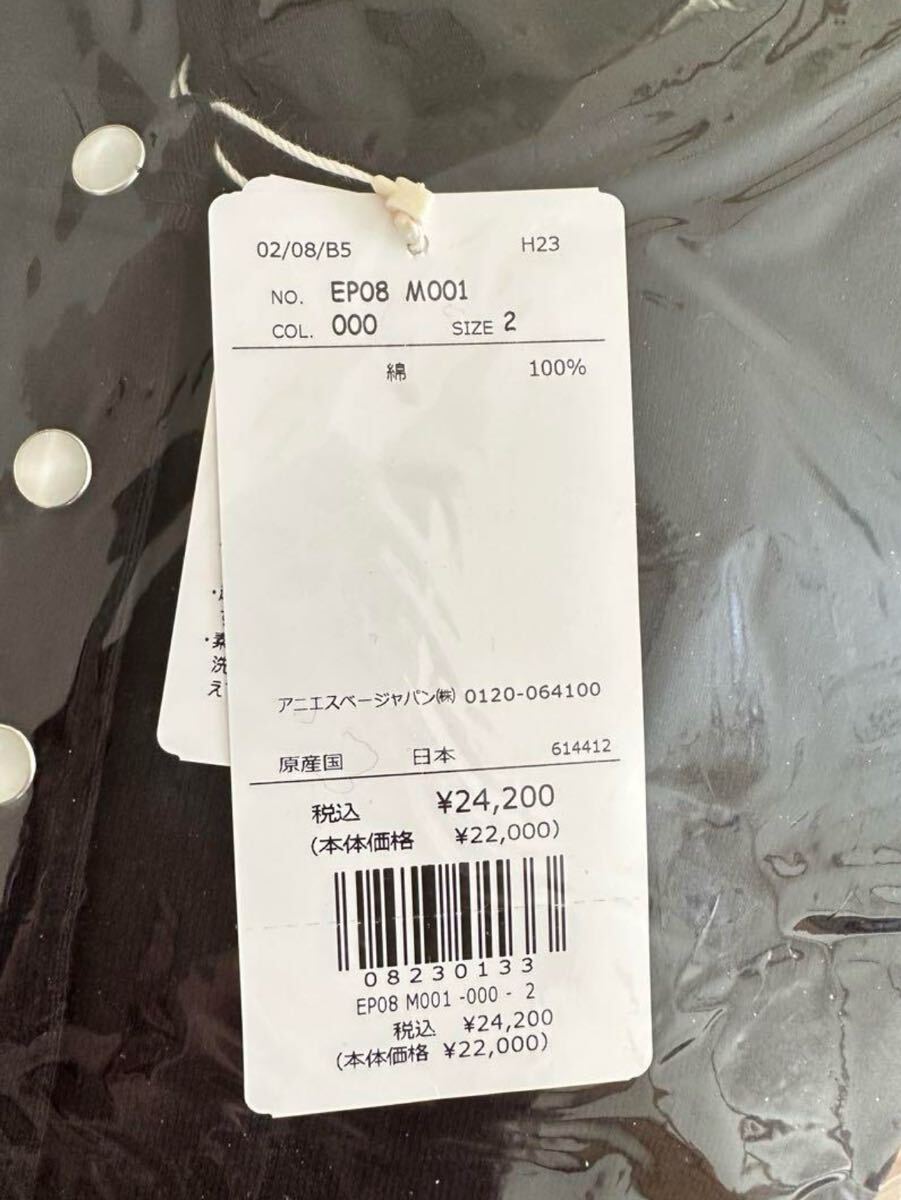 02/08/B5 H23
NO. EP08 M001
COL. 000 SIZE 2
綿 100%
アニエスベージャパン㈱ 0120-064100
原産国 日本 614412
税込 ¥24,200
(本体価格 ¥22,000)
08230133
EP08 M001 -000 - 2
税込 ¥24,200
(本体価格 ¥22,000)
・素
洗
え